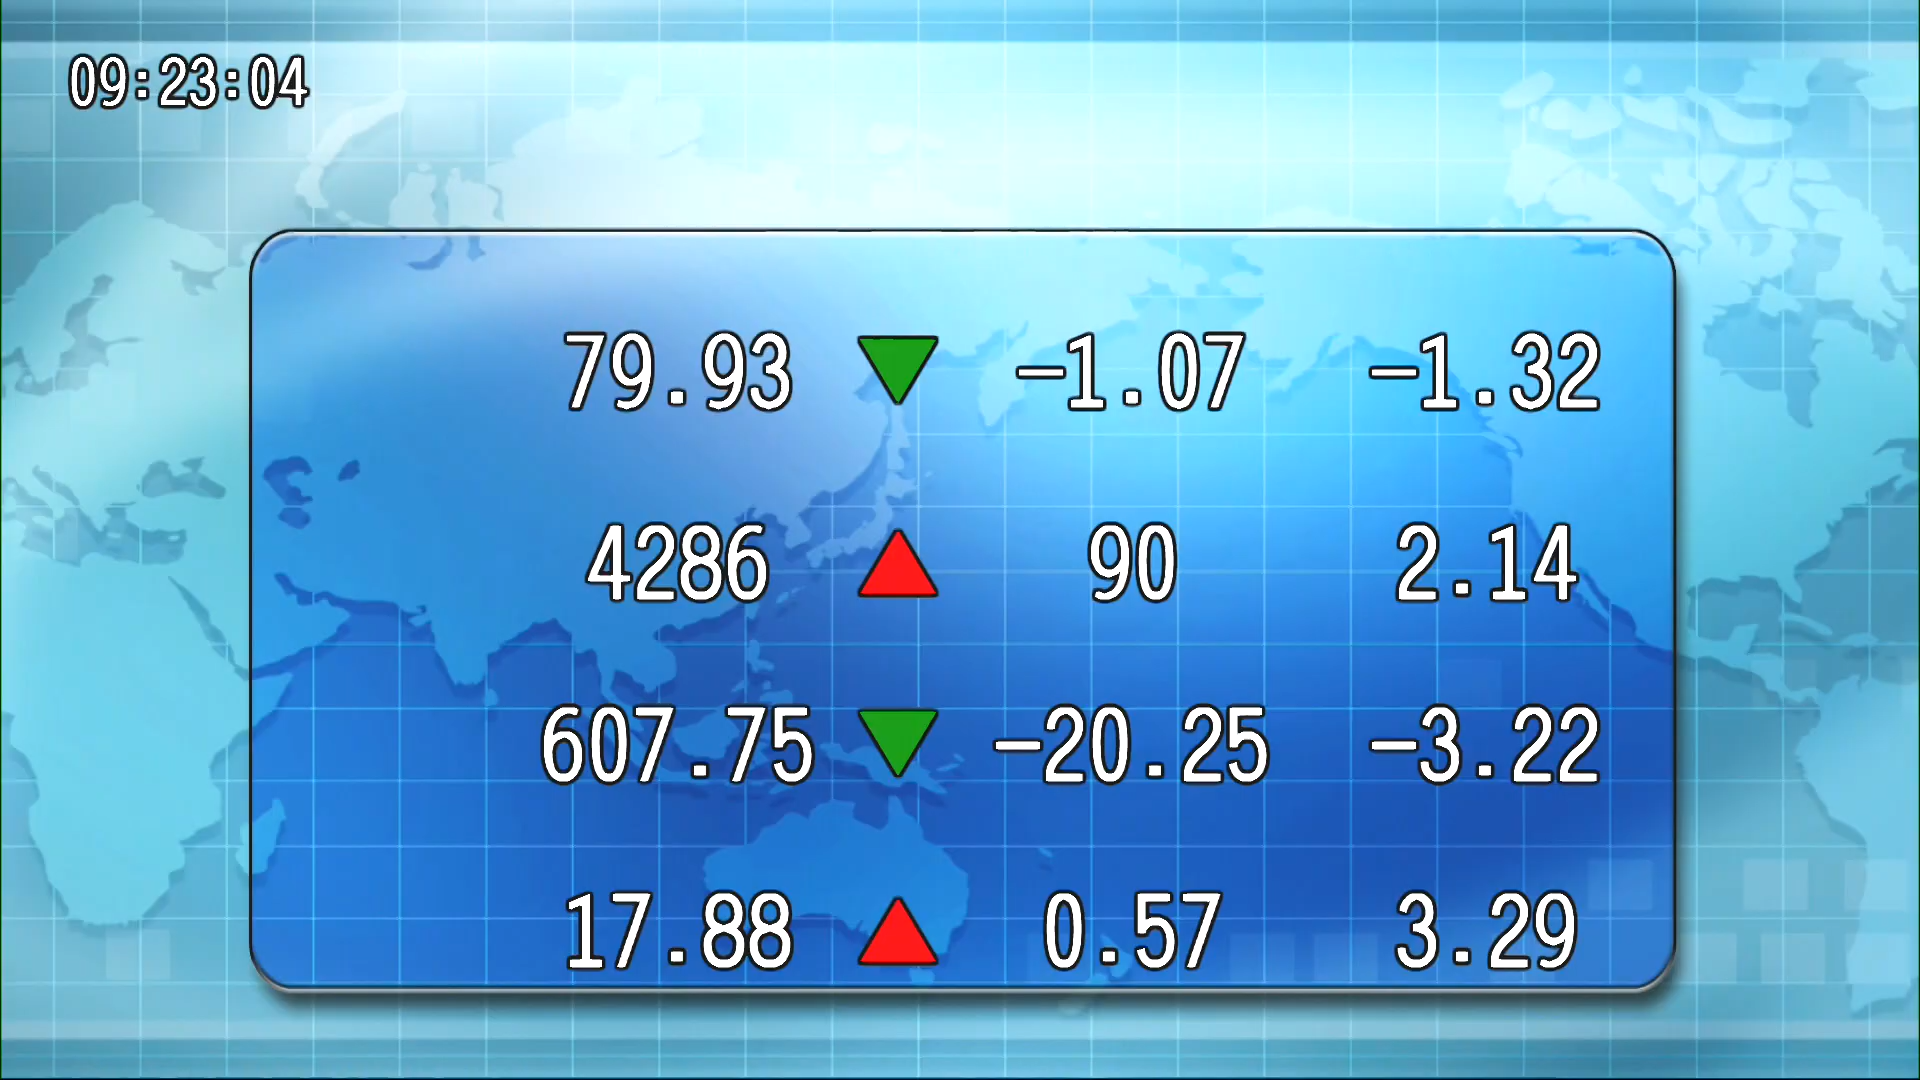 09:23:04
79.93 ▼ -1.07 -1.32
4286 ▲ 90 2.14
607.75 ▼ -20.25 -3.22
17.88 ▲ 0.57 3.29